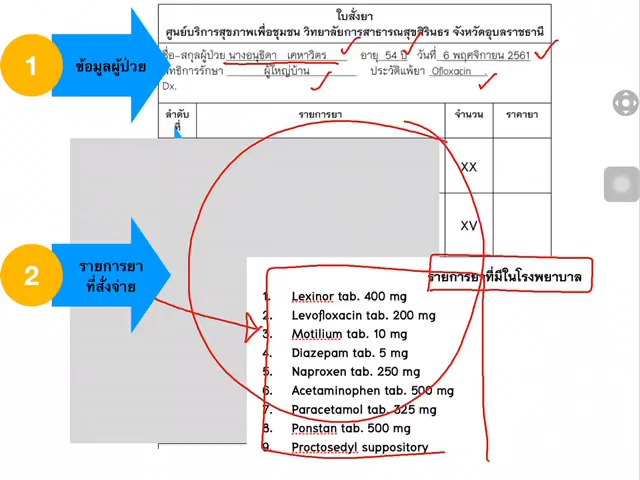 ใบสั่งยา
ศูนย์บริการสุขภาพเพื่อชุมชน วิทยาลัยการสาธารณสุขสิรินธร จังหวัดอุบลราชธานี
ชื่อ-สกุลผู้ป่วย นางอนุธิดา เคหาวิตร อายุ 54 ปี วันที่ 6 พฤศจิกายน 2561
สิทธิการรักษา ผู้ใหญ่บ้าน ประวัติแพ้ยา Ofloxacin
Dx.
1 ข้อมูลผู้ป่วย
ลำดับที่ รายการยา จำนวน ราคายา
XX
XV
2 รายการยา
ที่สั่งจ่าย
รายการยาที่มีในโรงพยาบาล
1. Lexinor tab. 400 mg
2. Levofloxacin tab. 200 mg
3. Motilium tab. 10 mg
4. Diazepam tab. 5 mg
5. Naproxen tab. 250 mg
6. Acetaminophen tab. 500 mg
7. Paracetamol tab. 325 mg
8. Ponstan tab. 500 mg
9. Proctosedyl suppository